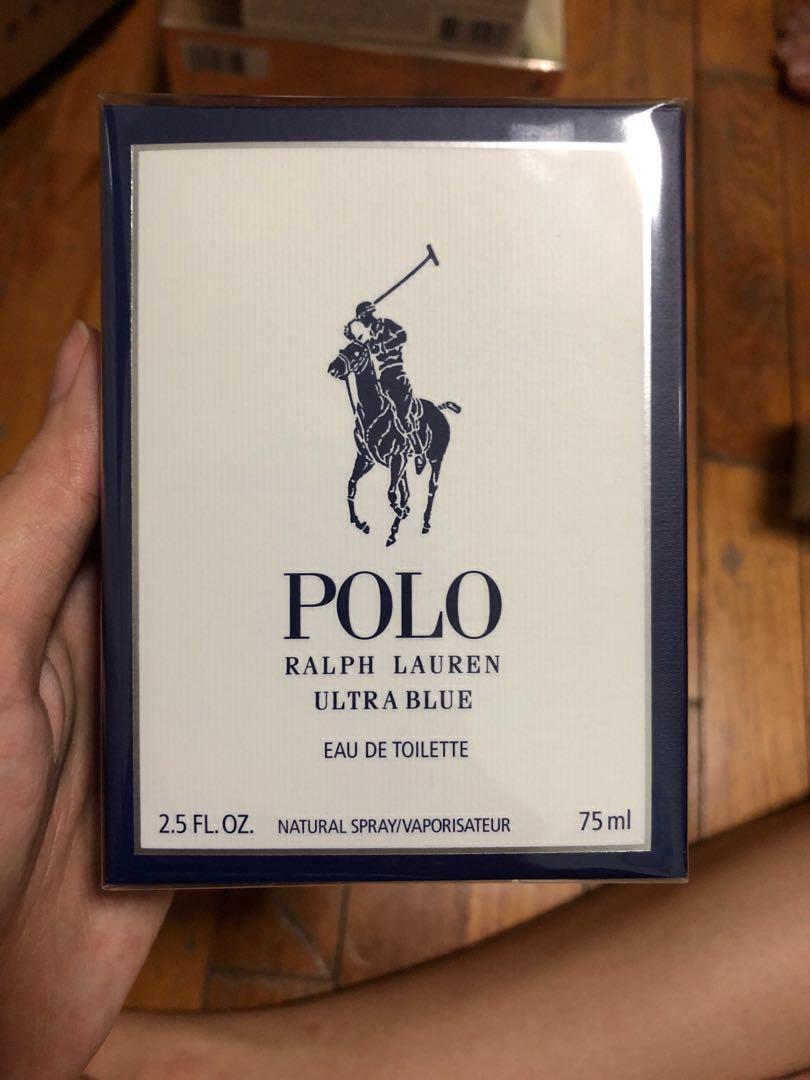 POLO
RALPH LAUREN
ULTRA BLUE
EAU DE TOILETTE
2.5 FL. OZ. NATURAL SPRAY/VAPORISATEUR 75 ml